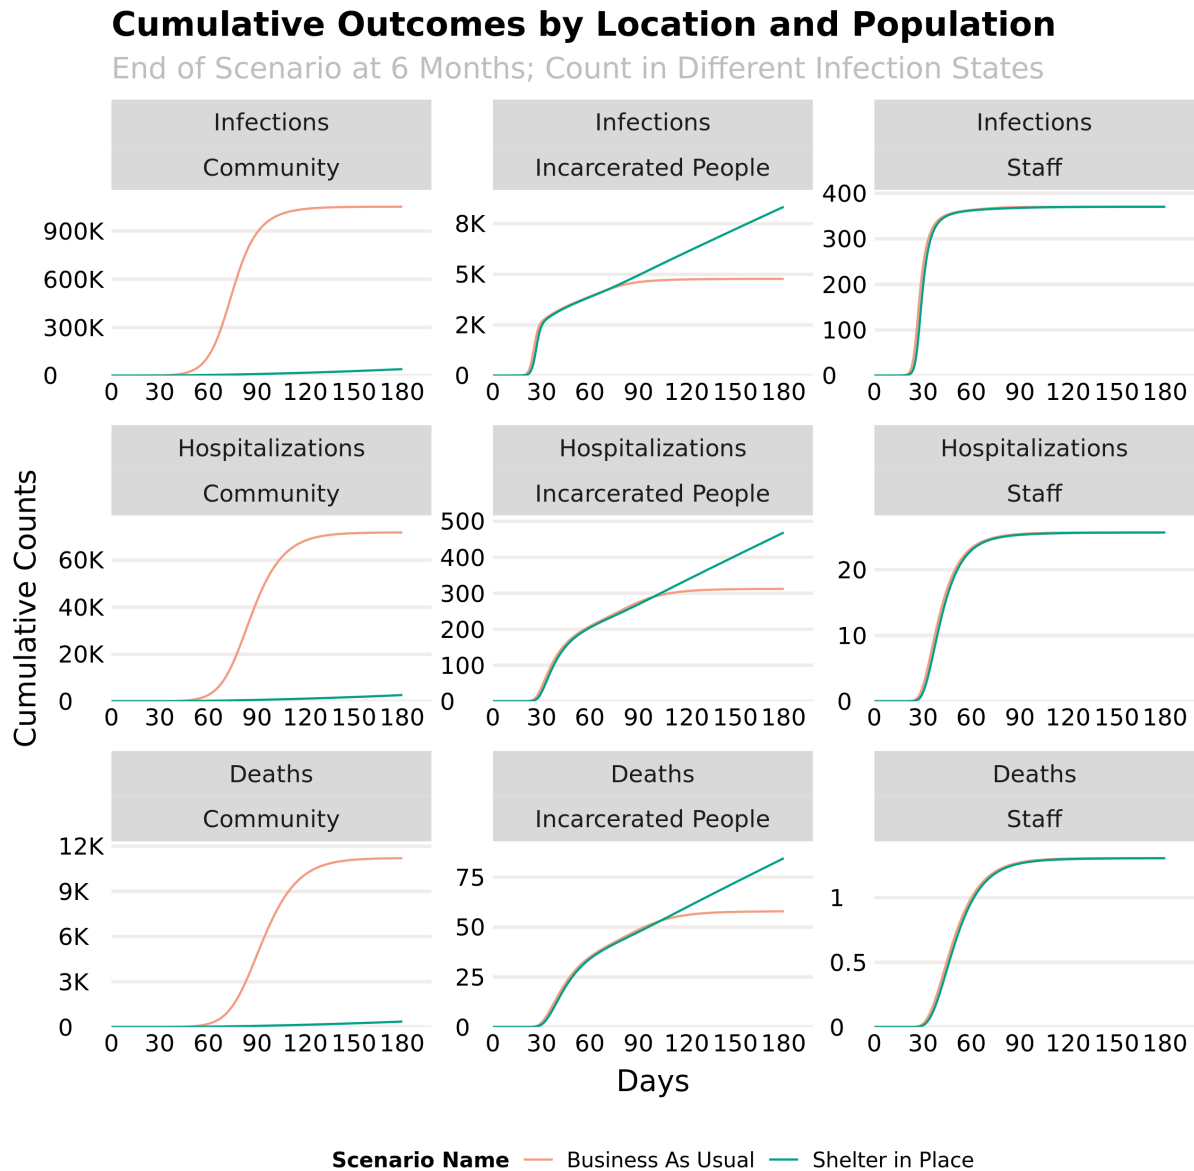 Cumulative Outcomes by Location and Population
End of Scenario at 6 Months; Count in Different Infection States
Cumulative Counts
Infections
Community
900K
600K
300K
0
0 30 60 90 120 150 180
Infections
Incarcerated People
8K
5K
2K
0
0 30 60 90 120 150 180
Infections
Staff
400
300
200
100
0
0 30 60 90 120 150 180
Hospitalizations
Community
60K
40K
20K
0
0 30 60 90 120 150 180
Hospitalizations
Incarcerated People
500
400
300
200
100
0
0 30 60 90 120 150 180
Hospitalizations
Staff
20
10
0
0 30 60 90 120 150 180
Deaths
Community
12K
9K
6K
3K
0
0 30 60 90 120 150 180
Deaths
Incarcerated People
75
50
25
0
0 30 60 90 120 150 180
Deaths
Staff
1
0.5
0
0 30 60 90 120 150 180
Days
Scenario Name Business As Usual Shelter in Place